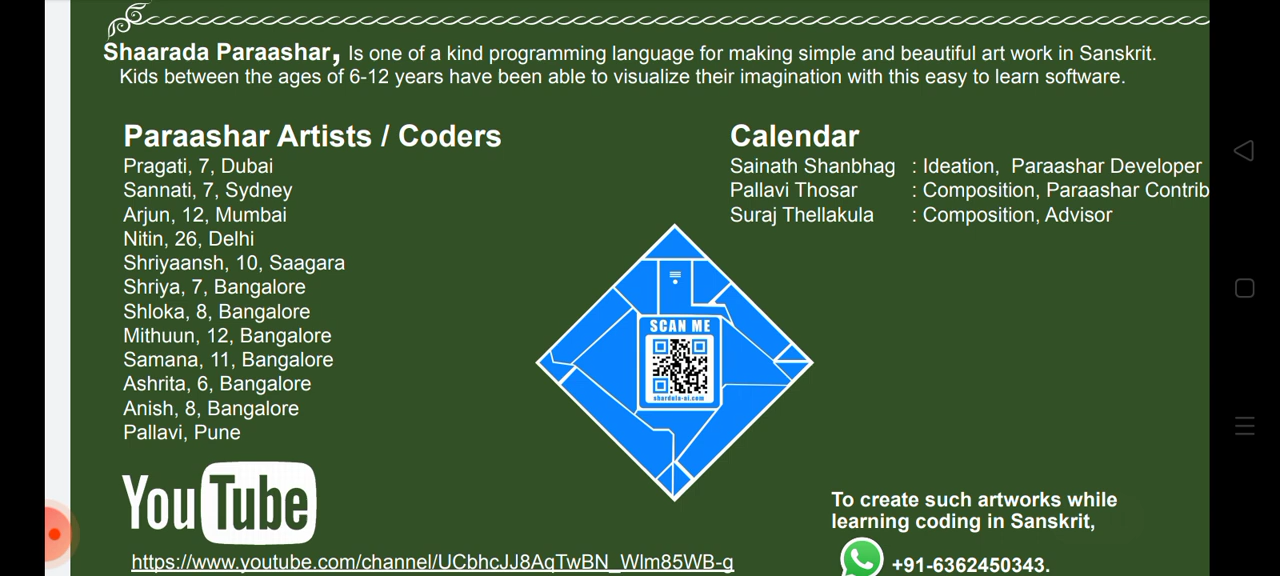 Shaarada Paraashar, Is one of a kind programming language for making simple and beautiful art work in Sanskrit.
Kids between the ages of 6-12 years have been able to visualize their imagination with this easy to learn software.
Paraashar Artists / Coders
Pragati, 7, Dubai
Sannati, 7, Sydney
Arjun, 12, Mumbai
Nitin, 26, Delhi
Shriyaansh, 10, Saagara
Shriya, 7, Bangalore
Shloka, 8, Bangalore
Mithuun, 12, Bangalore
Samana, 11, Bangalore
Ashrita, 6, Bangalore
Anish, 8, Bangalore
Pallavi, Pune
Calendar
Sainath Shanbhag : Ideation, Paraashar Developer
Pallavi Thosar : Composition, Paraashar Contrib
Suraj Thellakula : Composition, Advisor
SCAN ME
YouTube
https://www.youtube.com/channel/UCbhcJJ8AqTwBN_Wlm85WB-g
To create such artworks while
learning coding in Sanskrit,
+91-6362450343.